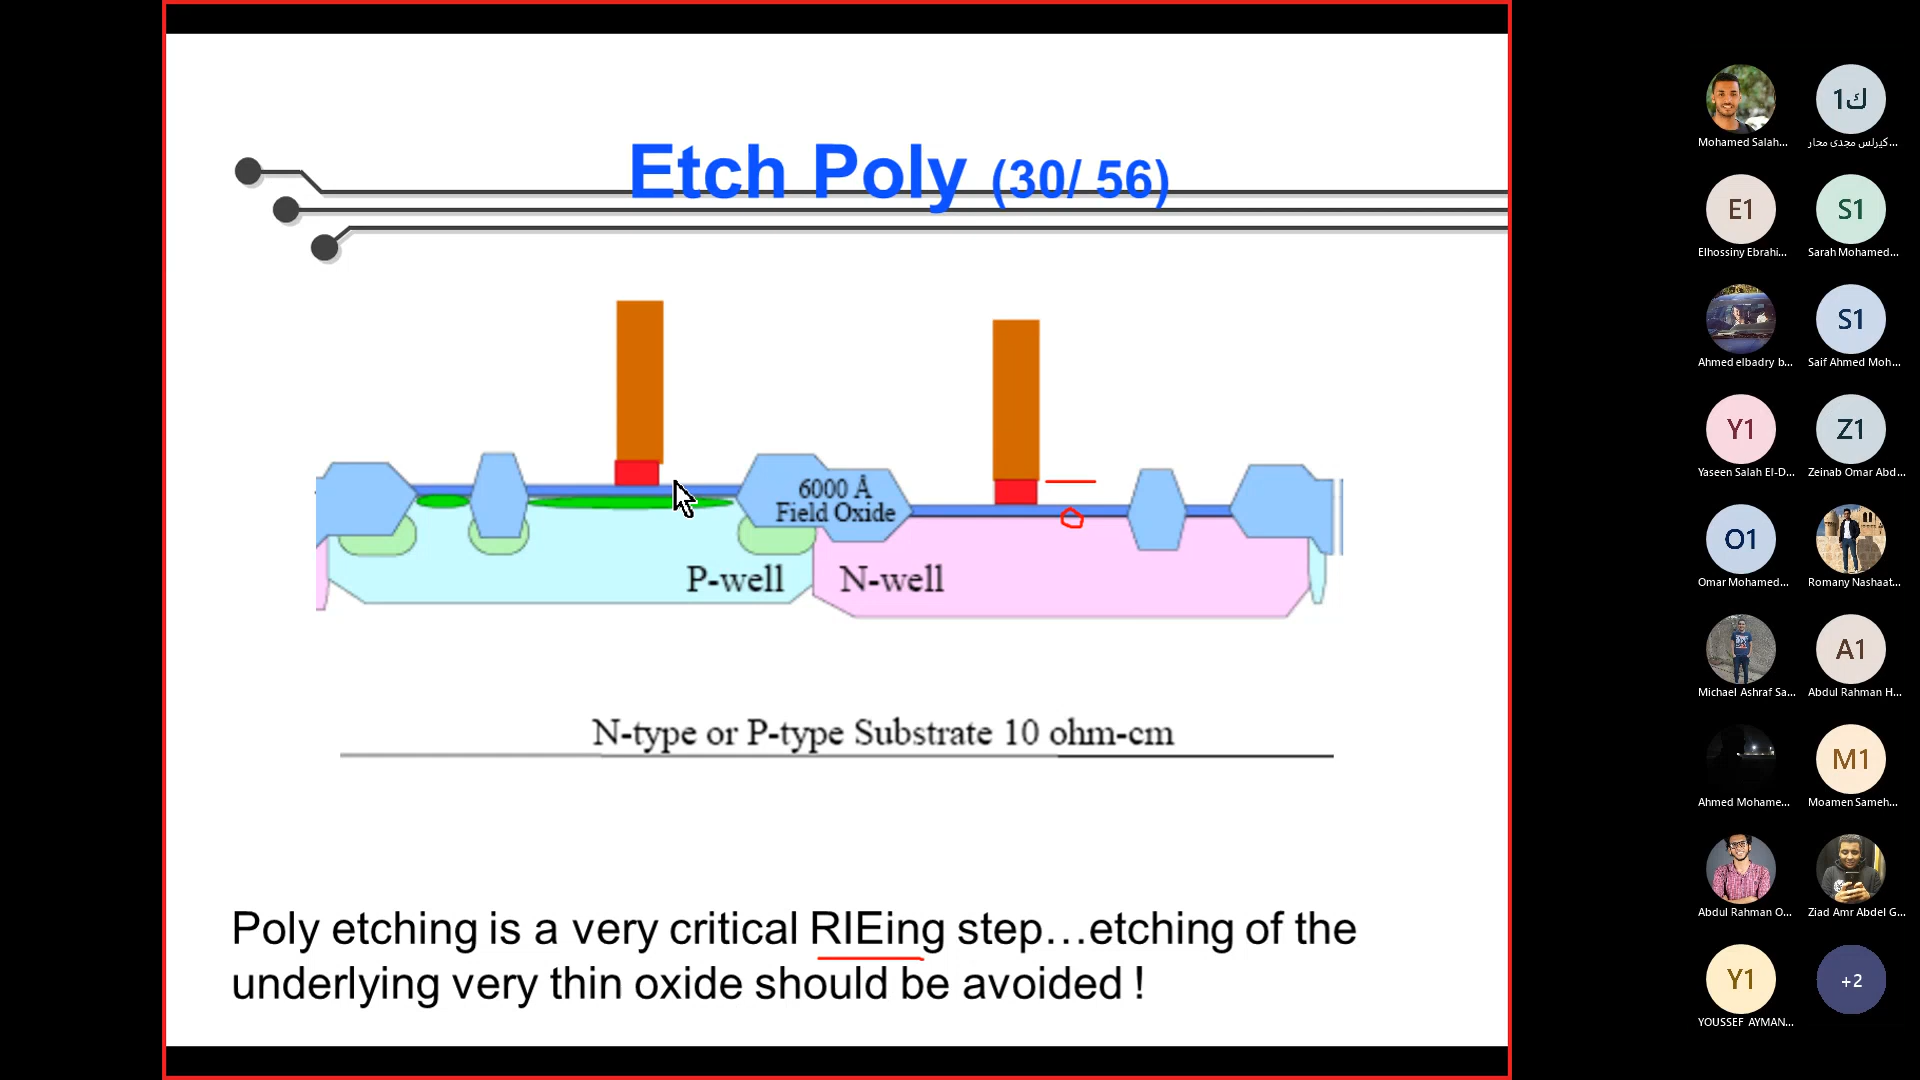 Etch Poly (30/ 56)
6000 Å
Field Oxide
P-well
N-well
N-type or P-type Substrate 10 ohm-cm
Poly etching is a very critical RIEing step…etching of the
underlying very thin oxide should be avoided !
Mohamed Salah...
1ك
كيرلس مجدى محار...
E1
Elhossiny Ebrahi...
S1
Sarah Mohamed...
Ahmed elbadry b...
S1
Saif Ahmed Moh...
Y1
Yaseen Salah El-D...
Z1
Zeinab Omar Abd...
O1
Omar Mohamed...
Romany Nashaat...
Michael Ashraf Sa...
A1
Abdul Rahman H...
Ahmed Mohame...
M1
Moamen Sameh...
Abdul Rahman O...
Ziad Amr Abdel G...
Y1
YOUSSEF AYMAN...
+2